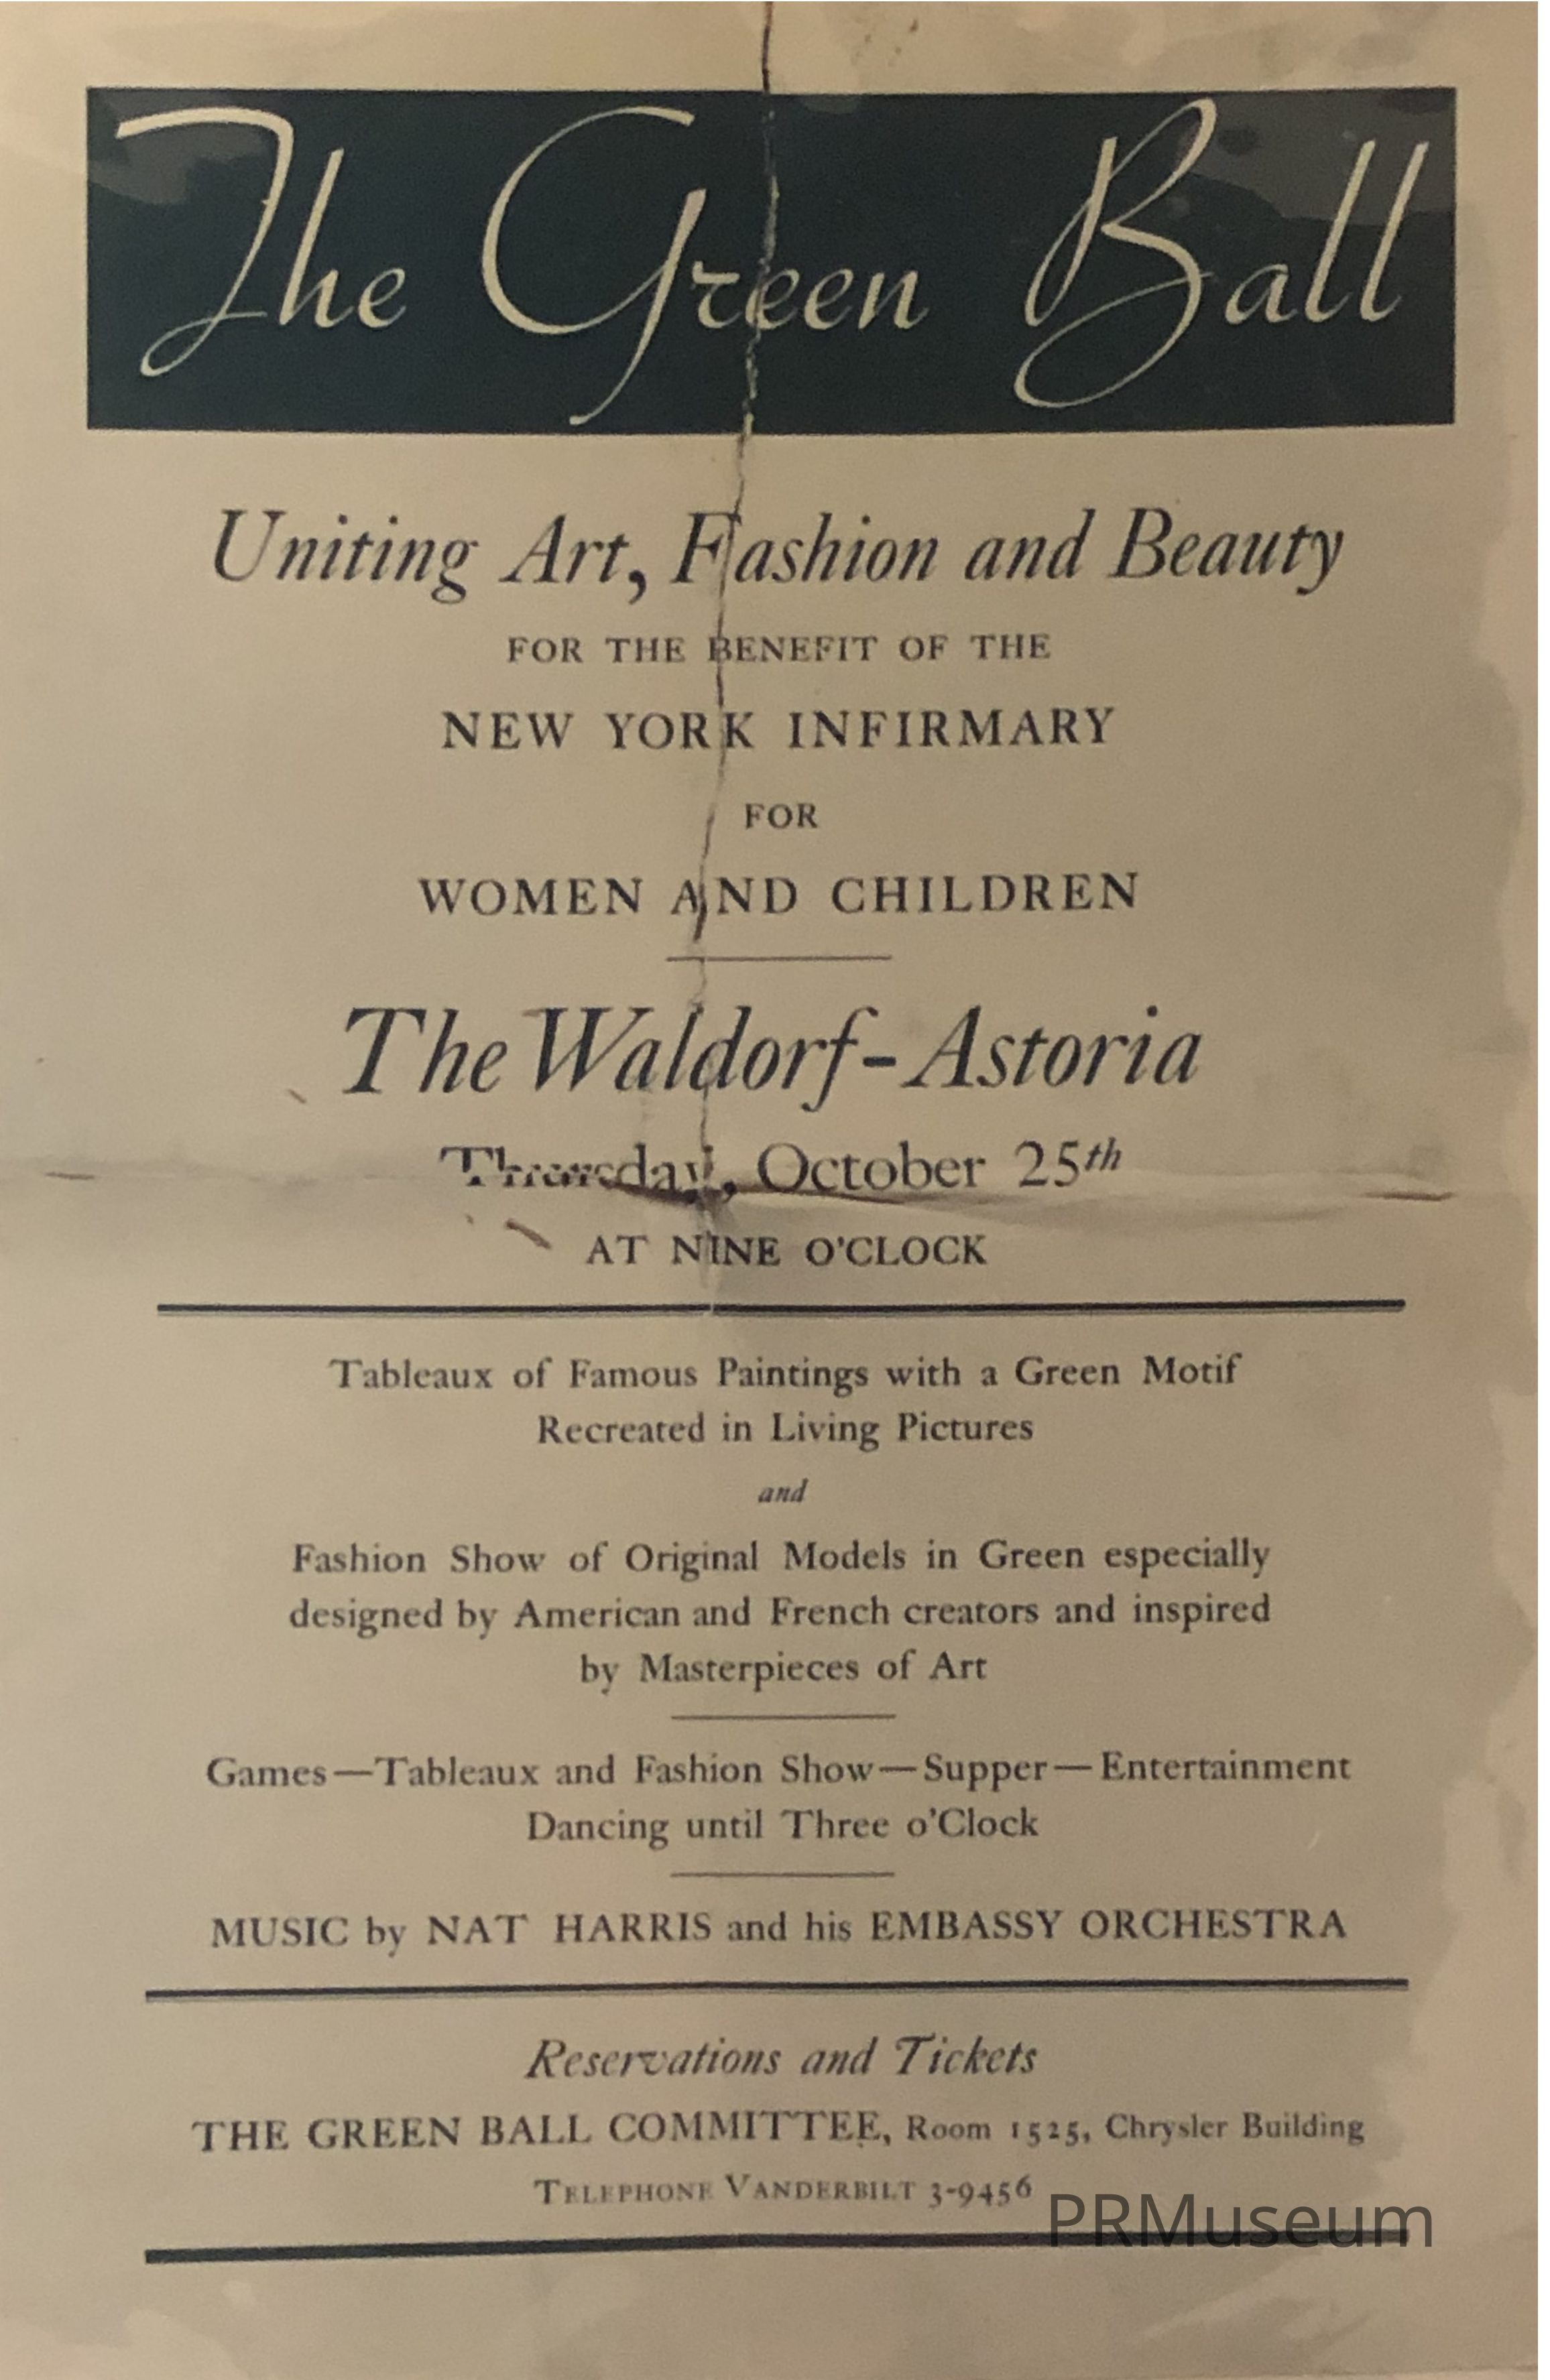 The Green Ball
Uniting Art, Fashion and Beauty
FOR THE BENEFIT OF THE
NEW YORK INFIRMARY
FOR
WOMEN AND CHILDREN
The Waldorf-Astoria
Thursday, October 25th
AT NINE O'CLOCK
Tableaux of Famous Paintings with a Green Motif
Recreated in Living Pictures
and
Fashion Show of Original Models in Green especially
designed by American and French creators and inspired
by Masterpieces of Art
Games—Tableaux and Fashion Show—Supper—Entertainment
Dancing until Three o'Clock
MUSIC by NAT HARRIS and his EMBASSY ORCHESTRA
Reservations and Tickets
THE GREEN BALL COMMITTEE, Room 1525, Chrysler Building
TELEPHONE VANDERBILT 3-9456
PRMuseum